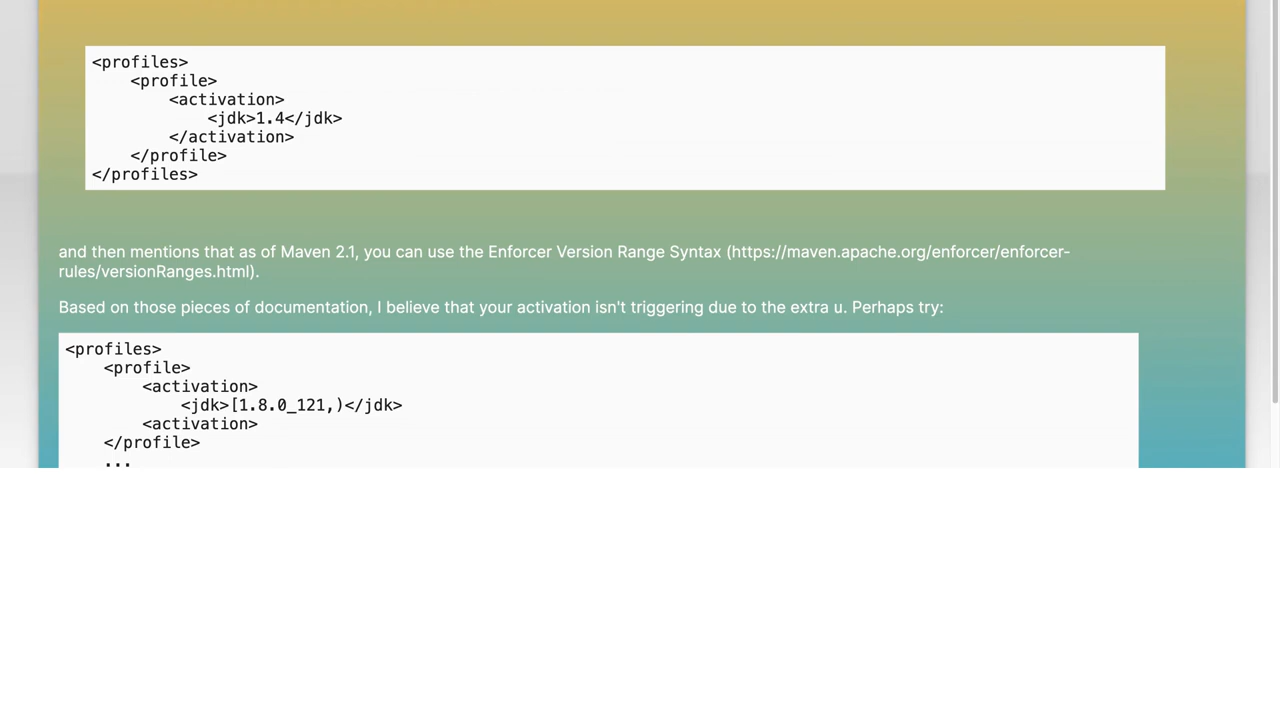 <profiles>
    <profile>
        <activation>
            <jdk>1.4</jdk>
        </activation>
    </profile>
</profiles>
and then mentions that as of Maven 2.1, you can use the Enforcer Version Range Syntax (https://maven.apache.org/enforcer/enforcer-
rules/versionRanges.html).
Based on those pieces of documentation, I believe that your activation isn't triggering due to the extra u. Perhaps try:
<profiles>
    <profile>
        <activation>
            <jdk>[1.8.0_121,)</jdk>
        <activation>
    </profile>
    ...